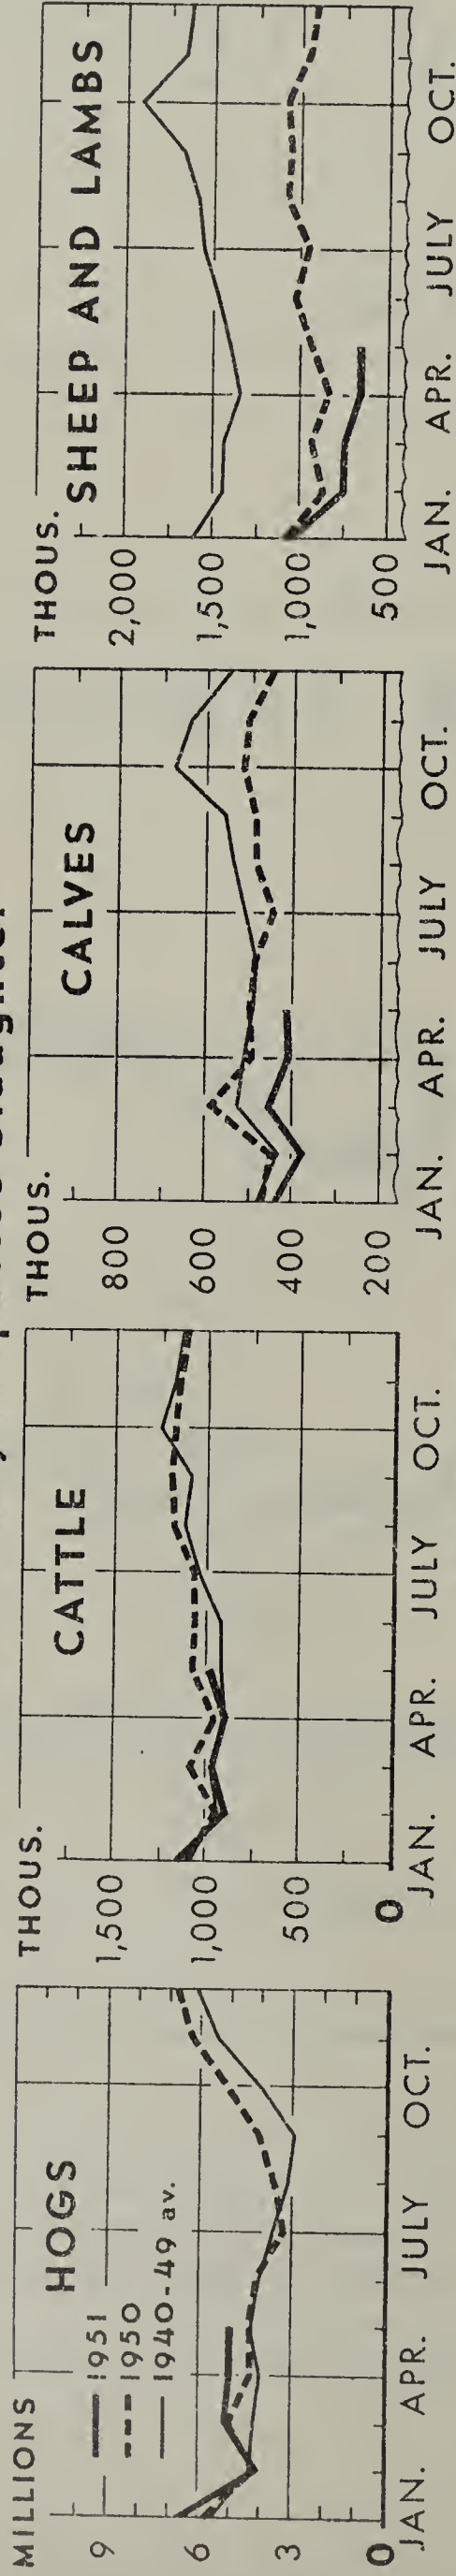 MILLIONS
HOGS
1951
1950
1940-49 av.
9
6
3
0
JAN. APR. JULY OCT.
THOUS.
CATTLE
1,500
1,000
500
0
JAN. APR. JULY OCT.
THOUS.
CALVES
800
600
400
200
JAN. APR. JULY OCT.
THOUS.
SHEEP AND LAMBS
2,000
1,500
1,000
500
JAN. APR. JULY OCT.